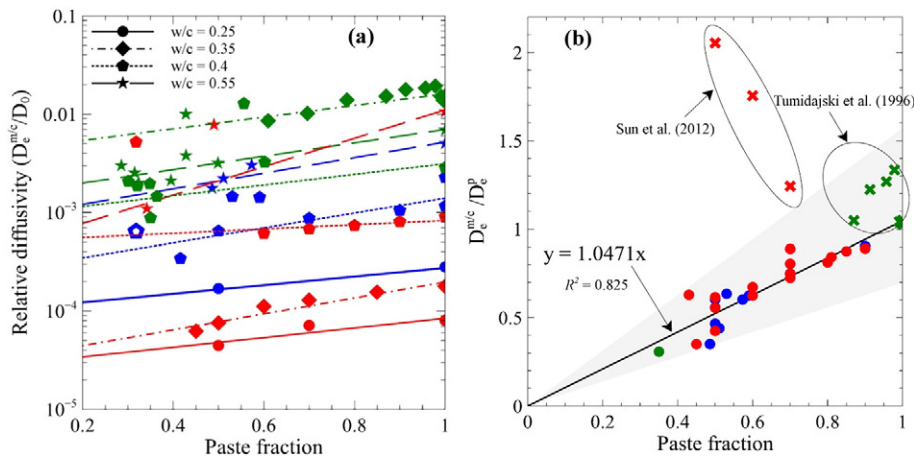 (a)
w/c = 0.25
w/c = 0.35
w/c = 0.4
w/c = 0.55
Relative diffusivity (Dₑᵐ/ᶜ/D₀)
0.1
0.01
10⁻³
10⁻⁴
10⁻⁵
0.2
0.4
0.6
0.8
1
Paste fraction
(b)
Sun et al. (2012)
Tumidajski et al. (1996)
y = 1.0471x
R² = 0.825
Dₑᵐ/ᶜ/Dₑᵖ
2
1.5
1
0.5
0
0
0.2
0.4
0.6
0.8
1
Paste fraction